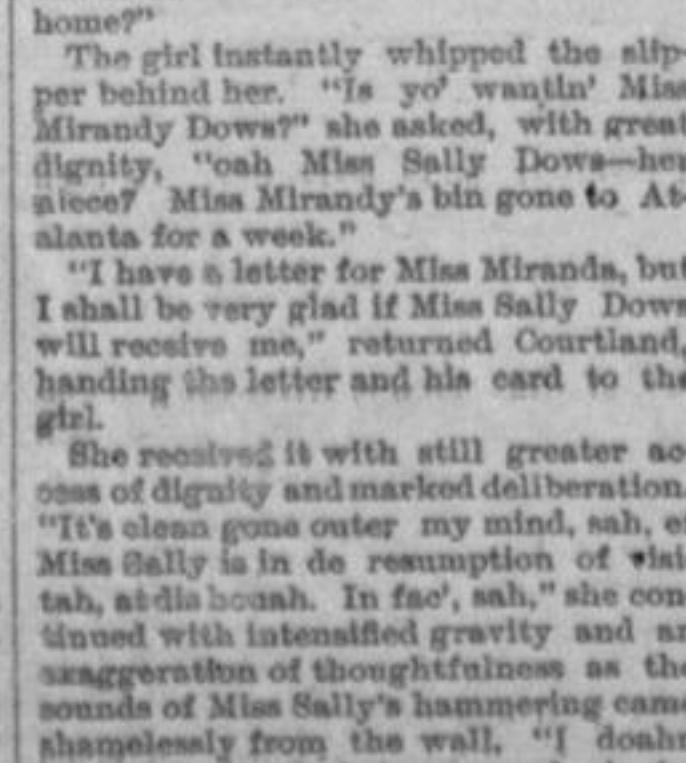 home?"
The girl instantly whipped the slip-
per behind her. "Is yo' wantin' Miss
Mirandy Dows?" she asked, with great
dignity, "oah Miss Sally Dows—her
niece? Miss Mirandy's bin gone to At-
alanta for a week."
"I have a letter for Miss Miranda, but
I shall be very glad if Miss Sally Dows
will receive me," returned Courtland,
handing the letter and his card to the
girl.
She received it with still greater ac-
cess of dignity and marked deliberation.
"It's clean gone outer my mind, sah, ef
Miss Sally is in de resumption of visi-
tah, at dis houah. In fac', sah," she con-
tinued with intensified gravity and an
exaggeration of thoughtfulness as the
sounds of Miss Sally's hammering came
shamelessly from the wall, "I doahn